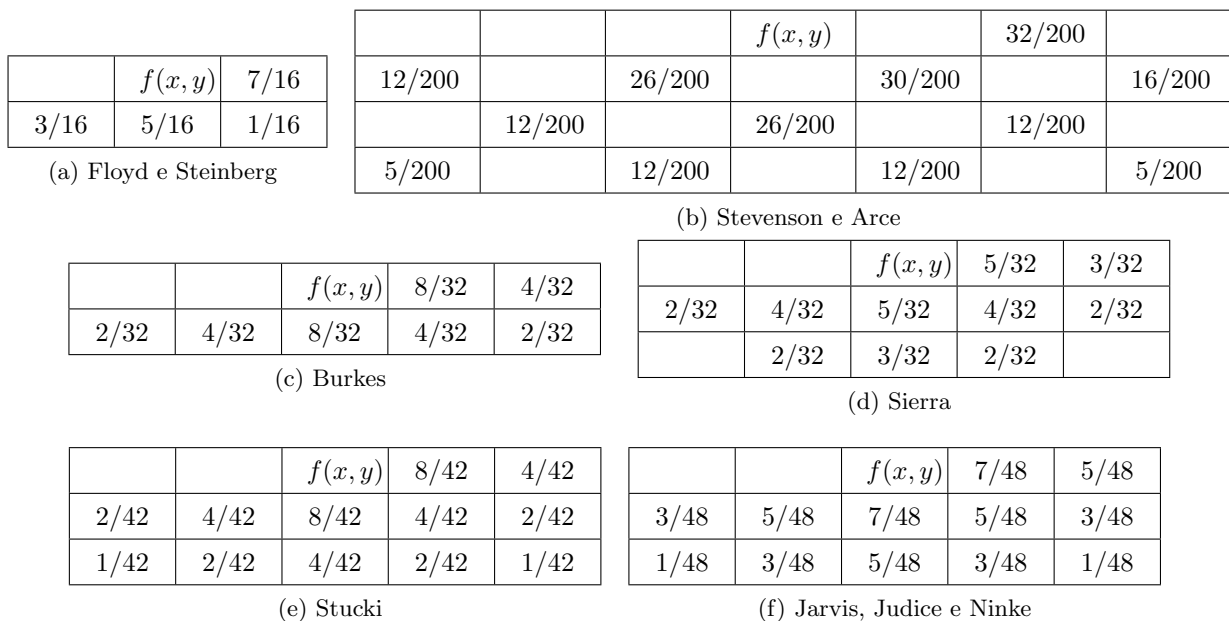 f(x, y) 7/16
3/16 5/16 1/16
(a) Floyd e Steinberg
f(x, y) 32/200
12/200 26/200 30/200 16/200
12/200 26/200 12/200
5/200 12/200 12/200 5/200
(b) Stevenson e Arce
f(x, y) 8/32 4/32
2/32 4/32 8/32 4/32 2/32
(c) Burkes
f(x, y) 5/32 3/32
2/32 4/32 5/32 4/32 2/32
2/32 3/32 2/32
(d) Sierra
f(x, y) 8/42 4/42
2/42 4/42 8/42 4/42 2/42
1/42 2/42 4/42 2/42 1/42
(e) Stucki
f(x, y) 7/48 5/48
3/48 5/48 7/48 5/48 3/48
1/48 3/48 5/48 3/48 1/48
(f) Jarvis, Judice e Ninke